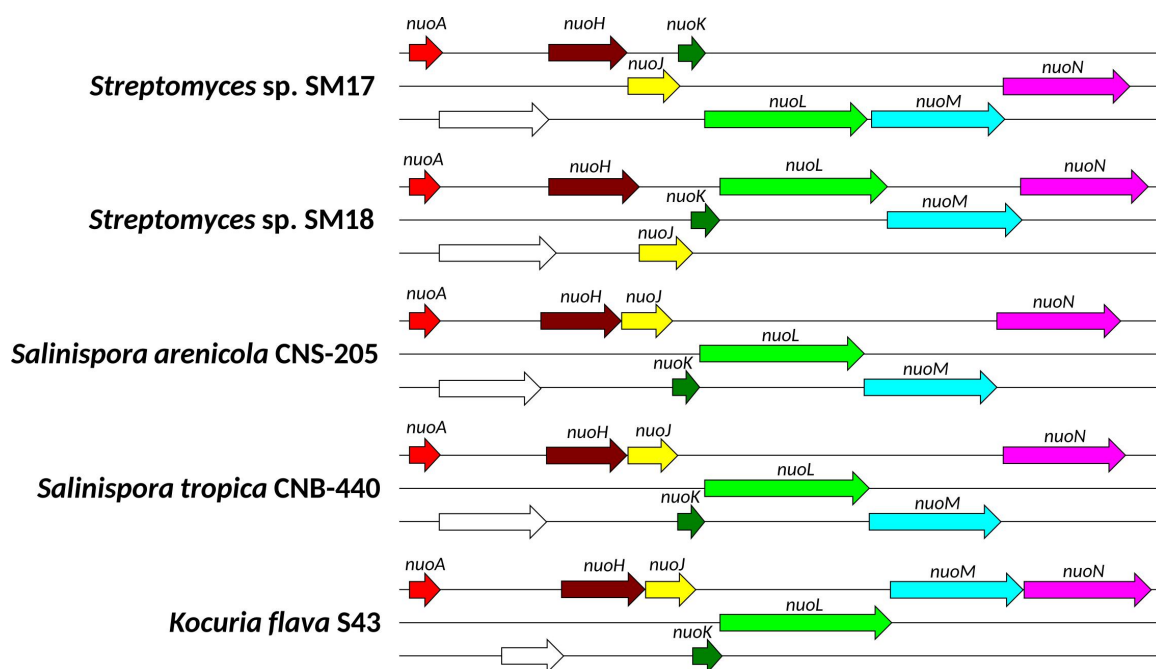 nuoA nuoH nuoK
nuoJ nuoN
Streptomyces sp. SM17
nuoL nuoM
nuoA nuoH nuoL nuoN
nuoK nuoM
Streptomyces sp. SM18
nuoJ
nuoA nuoH nuoJ nuoN
nuoL
Salinispora arenicola CNS-205
nuoK nuoM
nuoA nuoH nuoJ nuoN
nuoL
Salinispora tropica CNB-440
nuoK nuoM
nuoA nuoH nuoJ nuoM nuoN
nuoL
Kocuria flava S43
nuoK